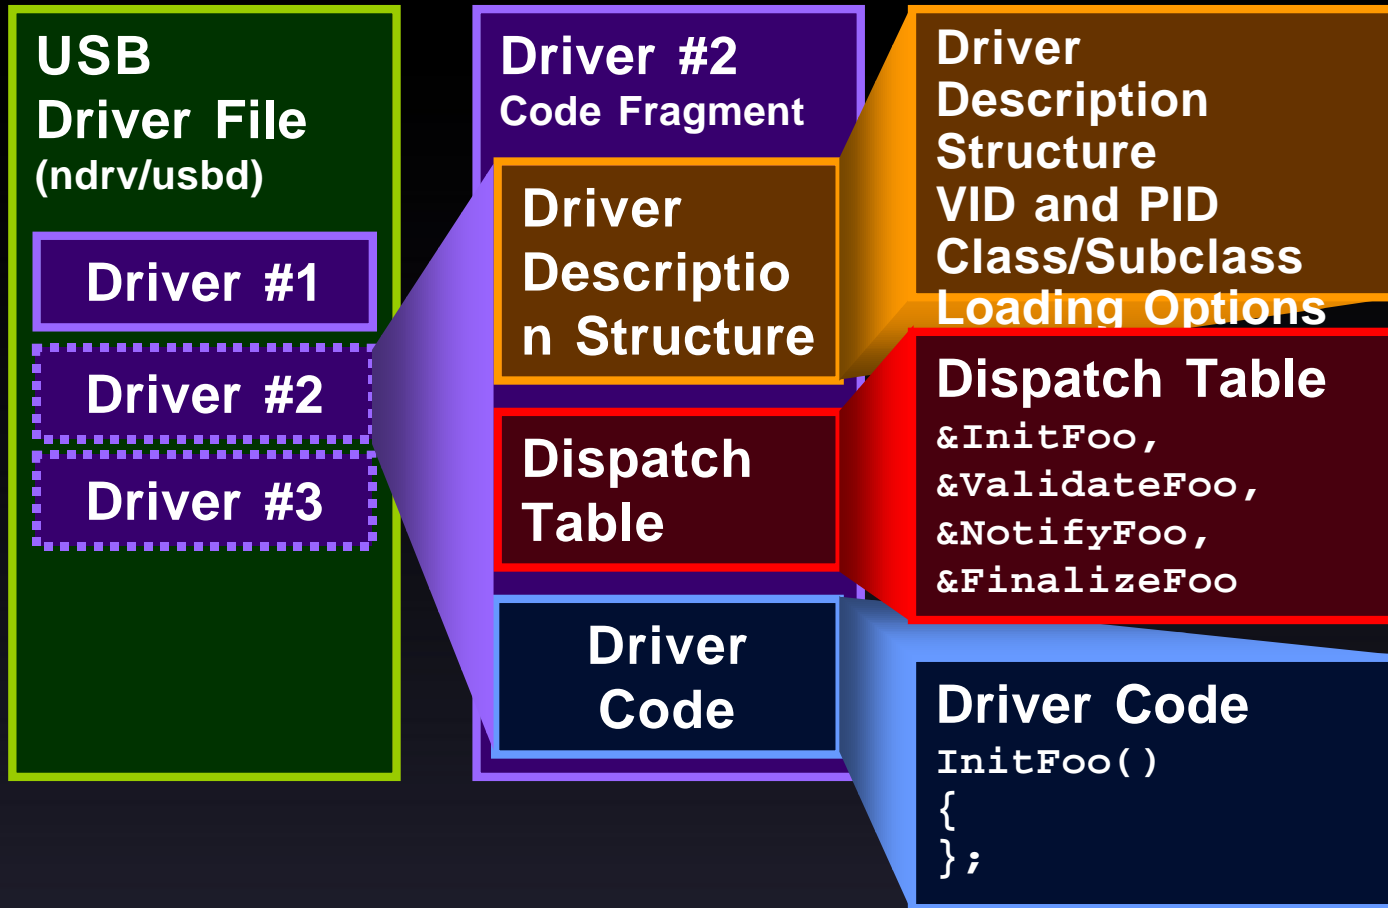 USB
Driver File
(ndrv/usbd)
Driver #1
Driver #2
Driver #3
Driver #2
Code Fragment
Driver
Descriptio
n Structure
Dispatch
Table
Driver
Code
Driver
Description
Structure
VID and PID
Class/Subclass
Loading Options
Dispatch Table
&InitFoo,
&ValidateFoo,
&NotifyFoo,
&FinalizeFoo
Driver Code
InitFoo()
{
};